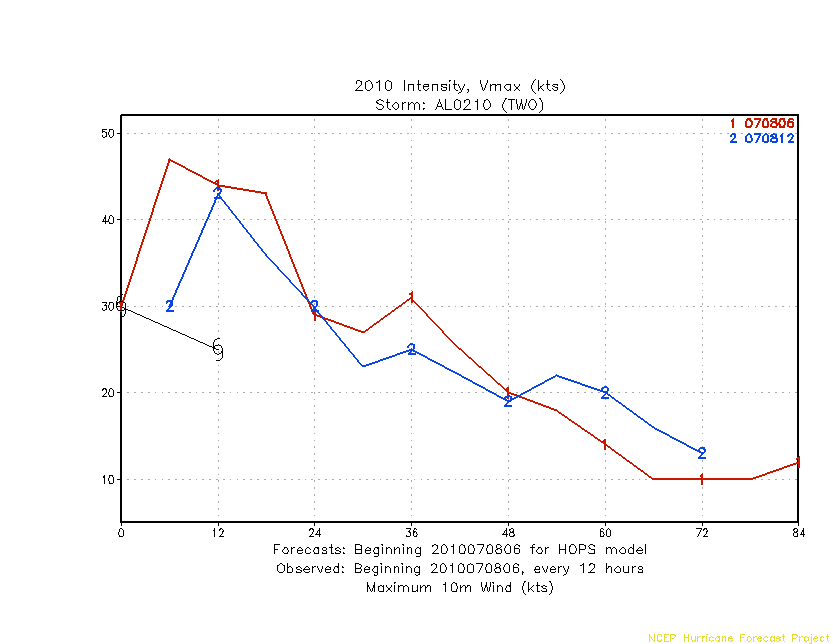 2010 Intensity, Vmax (kts)
Storm: AL0210 (TWO)
1 070806
2 070812
50
40
30
20
10
0 12 24 36 48 60 72 84
Forecasts: Beginning 2010070806 for HOPS model
Observed: Beginning 2010070806, every 12 hours
Maximum 10m Wind (kts)
NCEP Hurricane Forecast Project